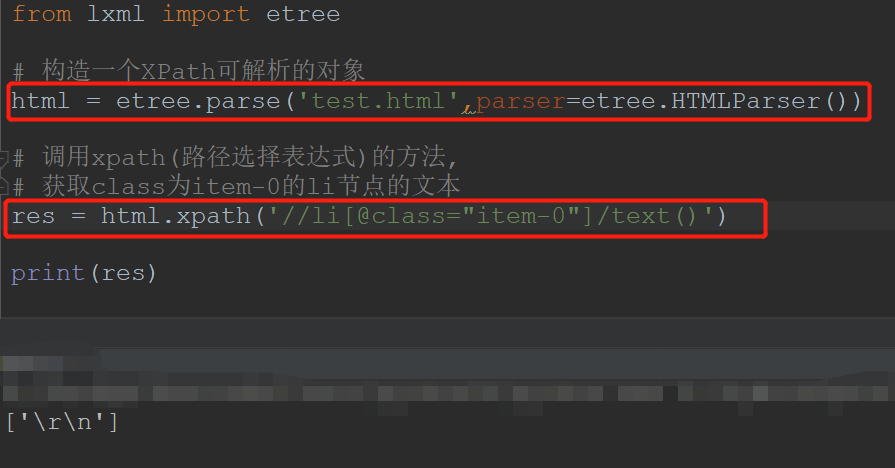 from lxml import etree
# 构造一个XPath可解析的对象
html = etree.parse('test.html',parser=etree.HTMLParser())
# 调用xpath(路径选择表达式)的方法,
# 获取class为item-0的li节点的文本
res = html.xpath('//li[@class="item-0"]/text()')
print(res)
['\r\n']